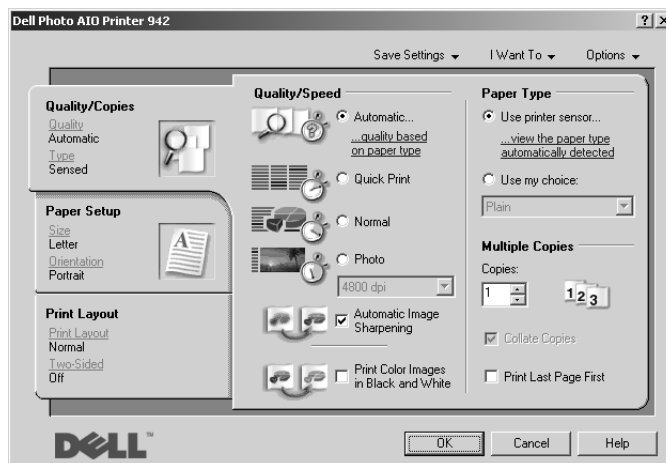 Dell Photo AIO Printer 942
Save Settings
I Want To
Options
Quality/Copies
Quality
Automatic
Type
Sensed
Paper Setup
Size
Letter
Orientation
Portrait
Print Layout
Print Layout
Normal
Two-Sided
Off
Quality/Speed
Automatic...
...quality based
on paper type
Quick Print
Normal
Photo
4800 dpi
Automatic Image
Sharpening
Print Color Images
in Black and White
Paper Type
Use printer sensor...
...view the paper type
automatically detected
Use my choice:
Plain
Multiple Copies
Copies:
1
1 2 3
Collate Copies
Print Last Page First
A
DELL™
OK
Cancel
Help